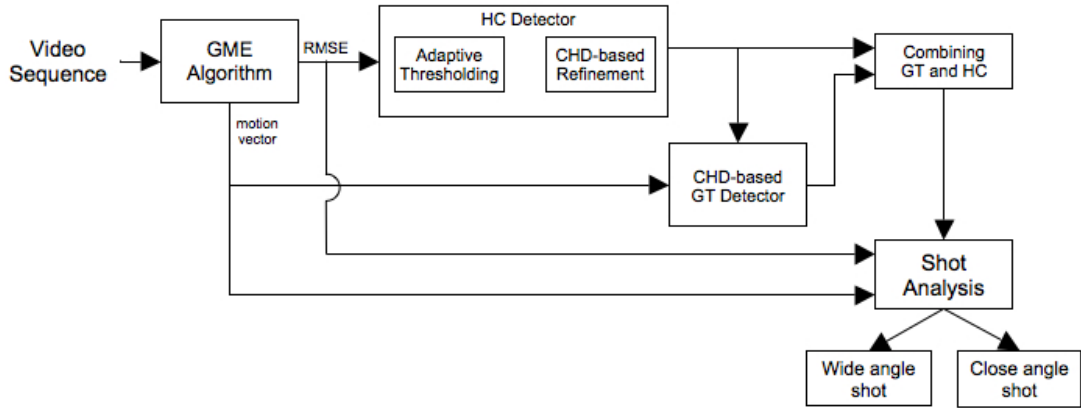 Video
Sequence
GME
Algorithm
RMSE
motion
vector
HC Detector
Adaptive
Thresholding
CHD-based
Refinement
Combining
GT and HC
CHD-based
GT Detector
Shot
Analysis
Wide angle
shot
Close angle
shot